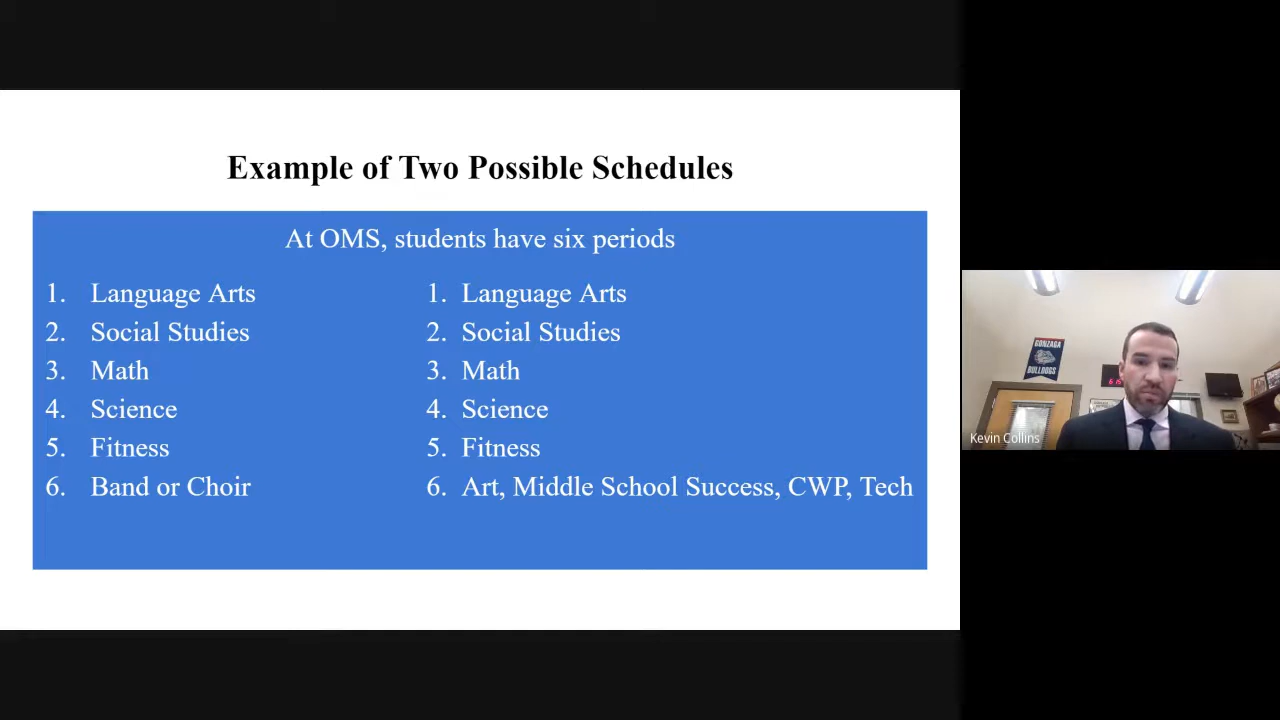 Example of Two Possible Schedules
At OMS, students have six periods
1. Language Arts
2. Social Studies
3. Math
4. Science
5. Fitness
6. Band or Choir
1. Language Arts
2. Social Studies
3. Math
4. Science
5. Fitness
6. Art, Middle School Success, CWP, Tech
GONZAGA
BULLDOGS
Kevin Collins